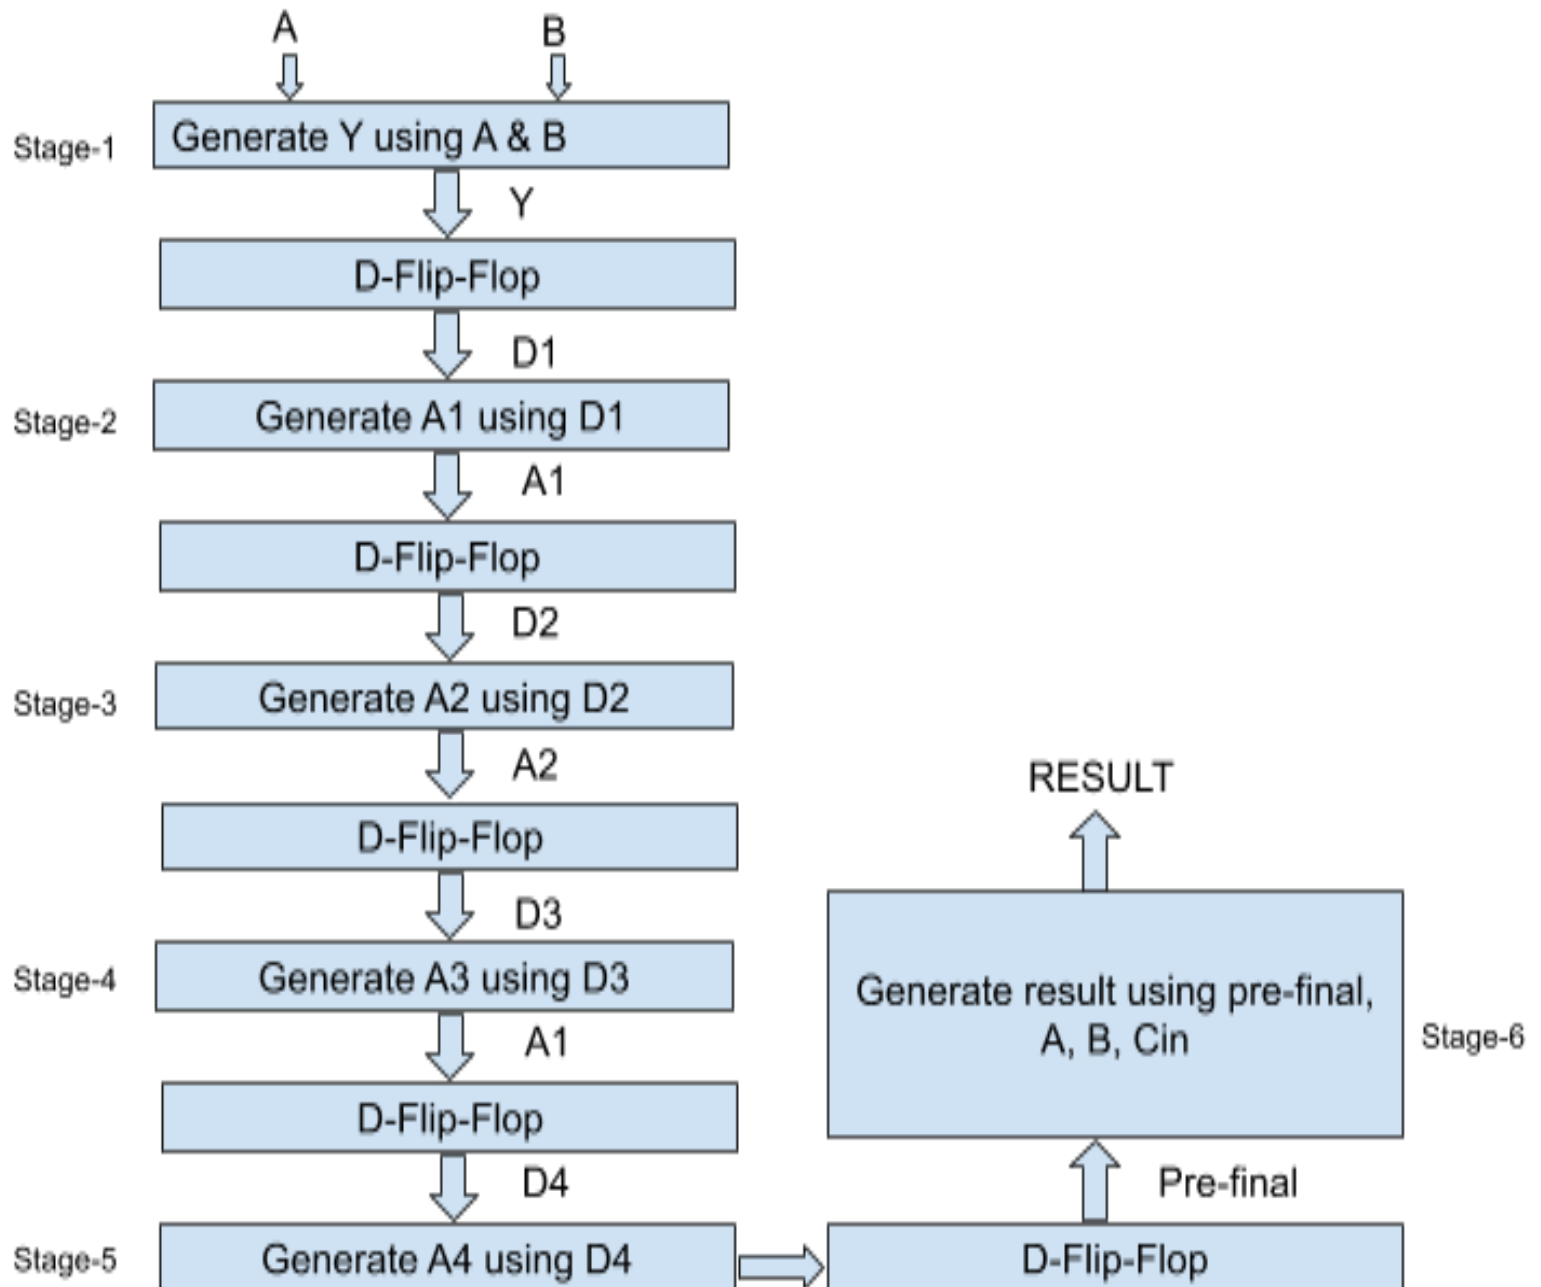 A
B
Stage-1
Generate Y using A & B
Y
D-Flip-Flop
D1
Stage-2
Generate A1 using D1
A1
D-Flip-Flop
D2
Stage-3
Generate A2 using D2
A2
D-Flip-Flop
D3
Stage-4
Generate A3 using D3
A1
D-Flip-Flop
D4
Stage-5
Generate A4 using D4
D-Flip-Flop
Pre-final
Generate result using pre-final,
A, B, Cin
Stage-6
RESULT